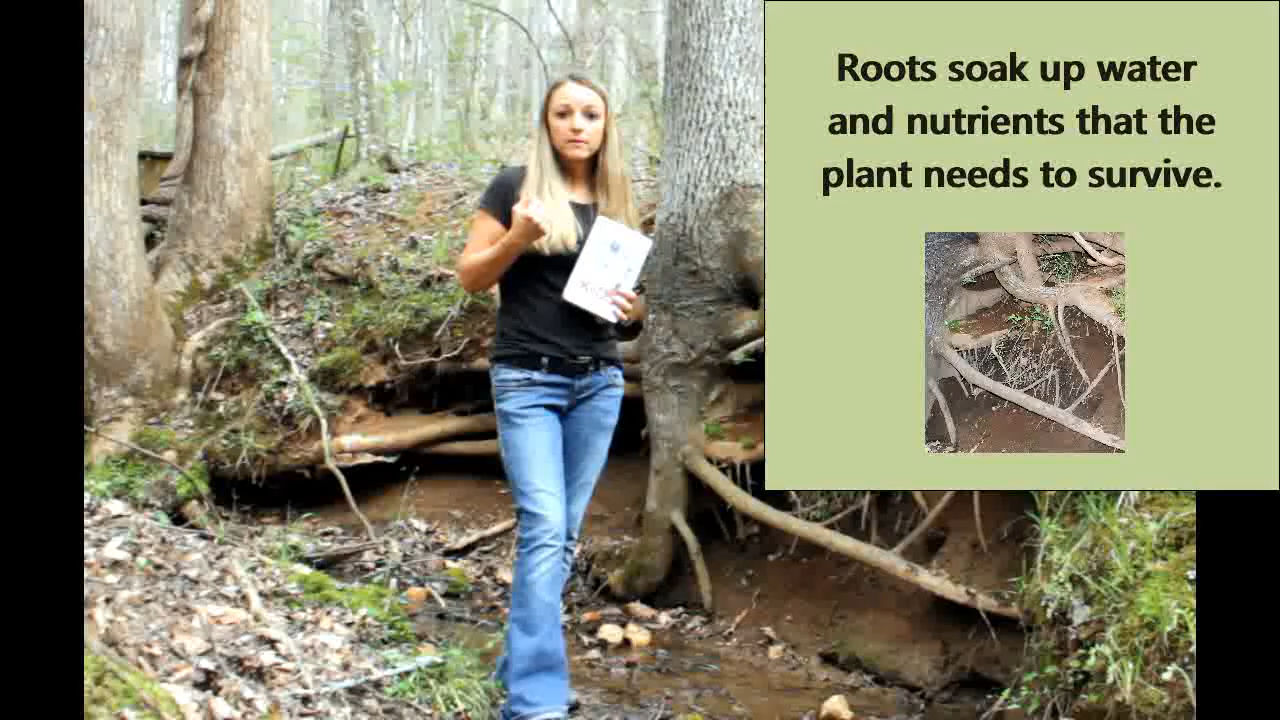 Roots soak up water
and nutrients that the
plant needs to survive.